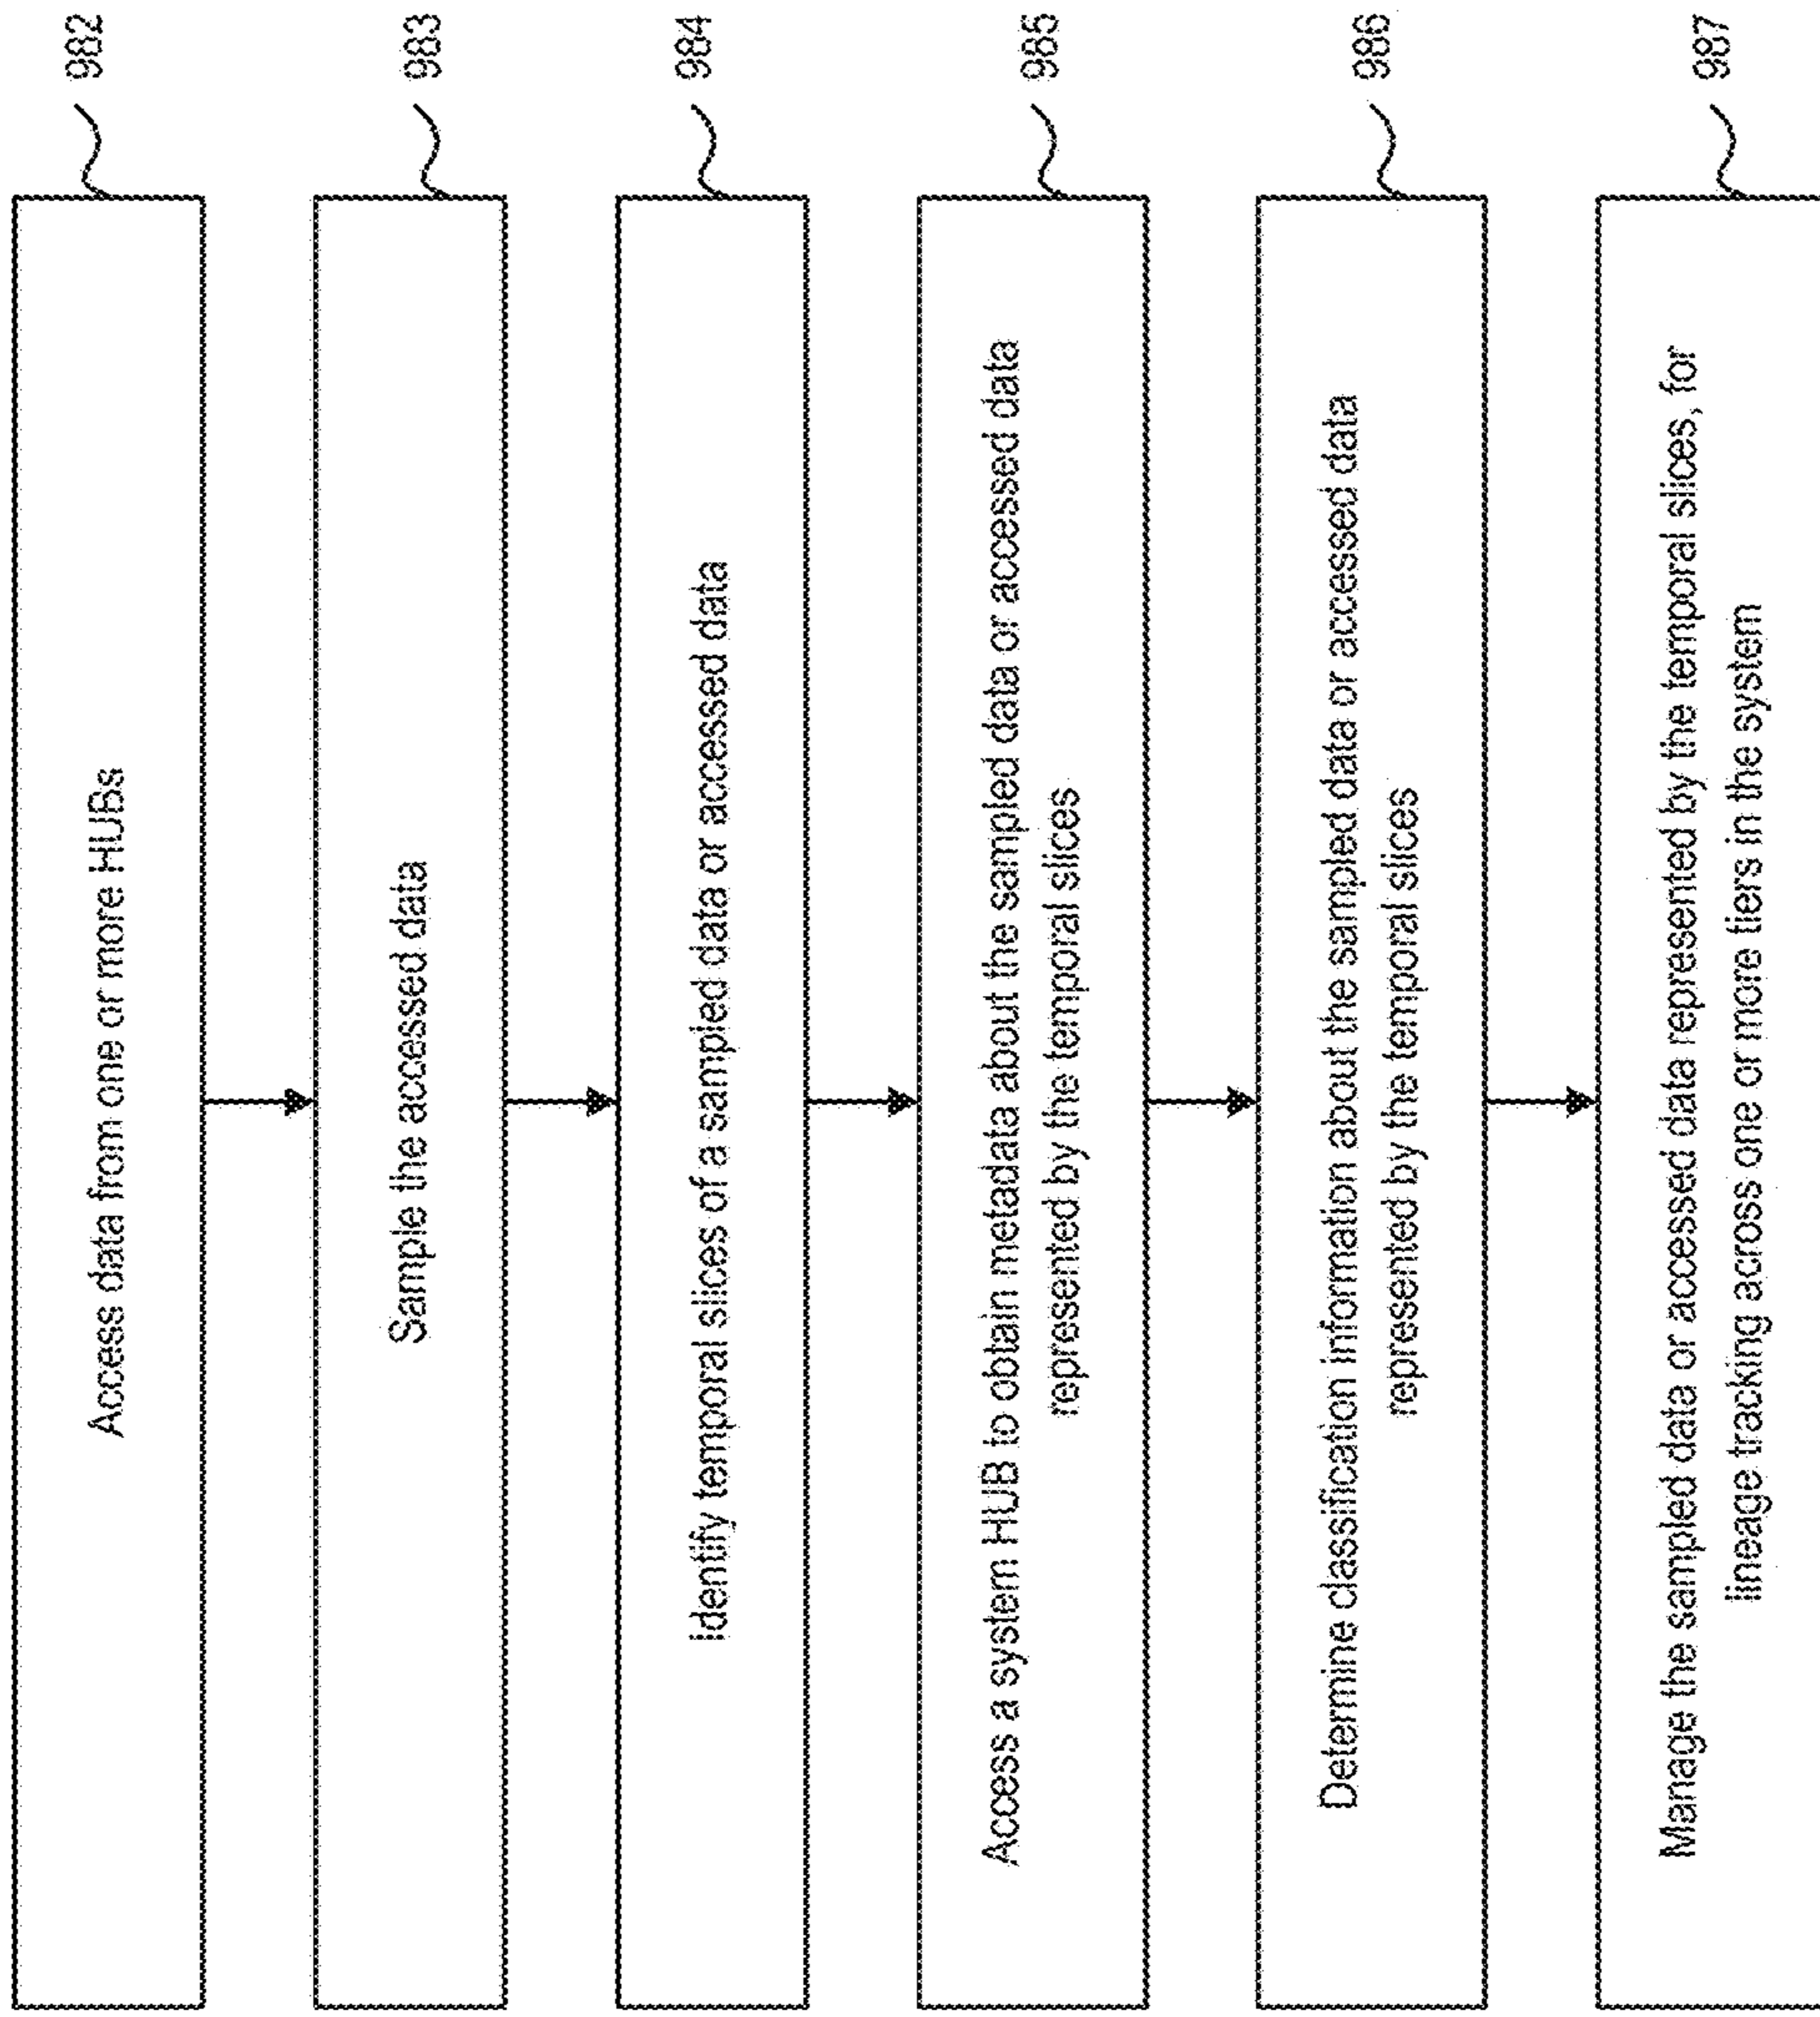 982
Access data from one or more HUBs
983
Sample the accessed data
984
Identify temporal slices of a sampled data or accessed data
985
Access a system HUB to obtain metadata about the sampled data or accessed data
represented by the temporal slices
986
Determine classification information about the sampled data or accessed data
represented by the temporal slices
987
Manage the sampled data or accessed data represented by the temporal slices, for
lineage tracking across one or more tiers in the system